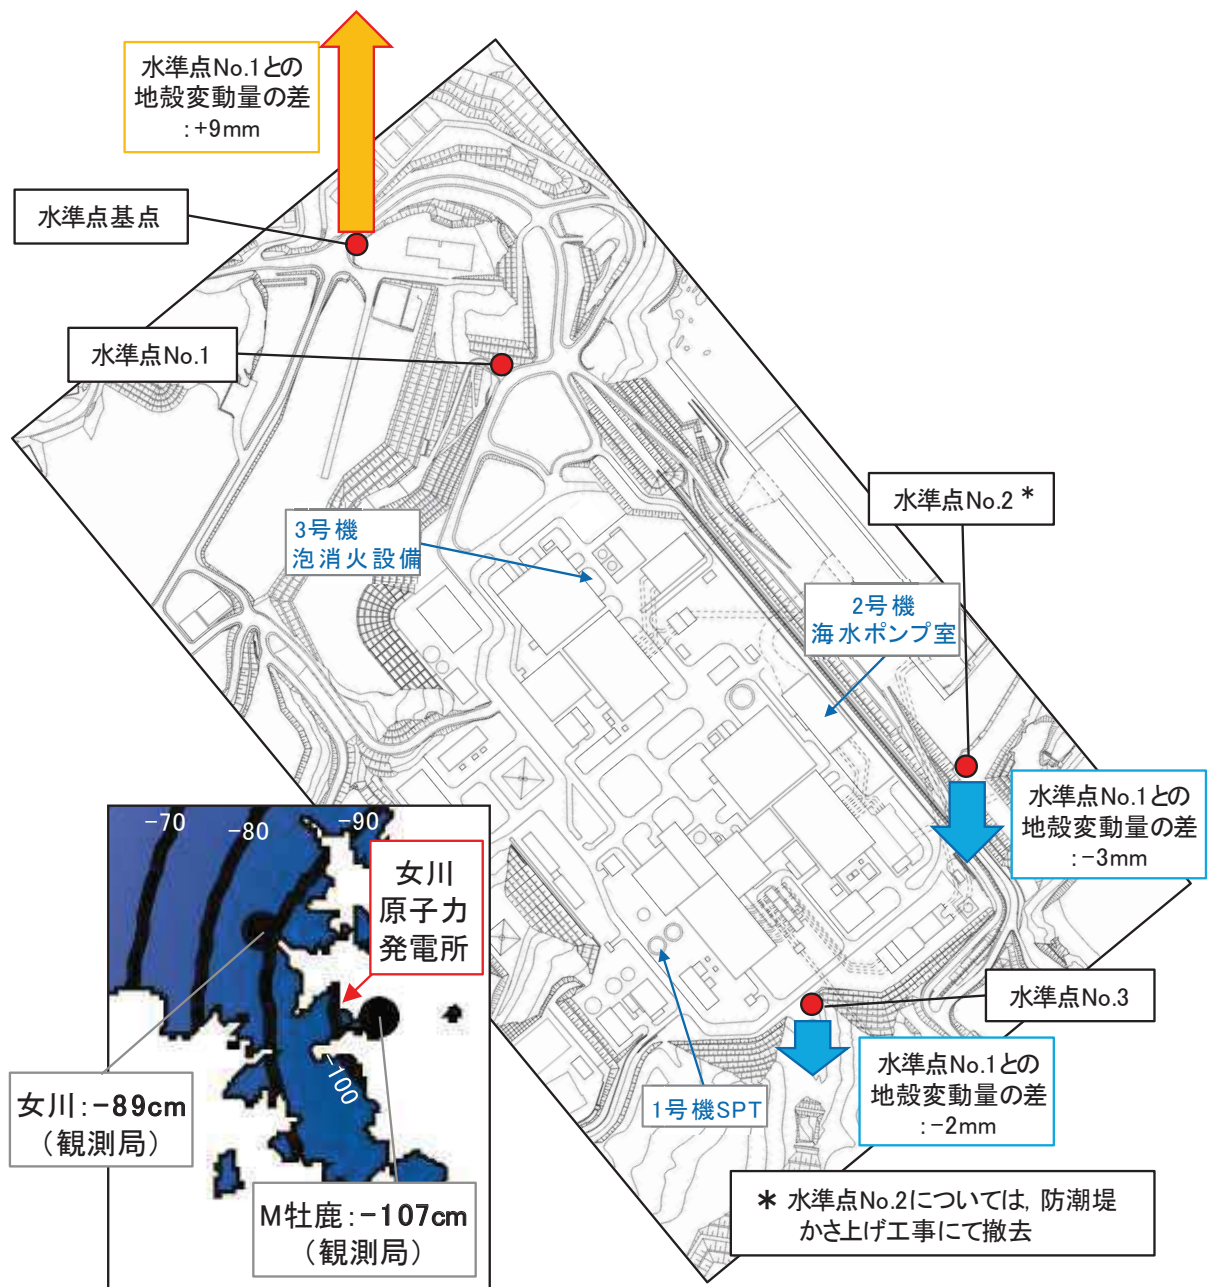 水準点No.1との
地殻変動量の差
:+9mm
水準点基点
水準点No.1
水準点No.2 *
3号機
泡消火設備
2号機
海水ポンプ室
水準点No.1との
地殻変動量の差
:-3mm
-70
-80
-90
女川
原子力
発電所
-100
水準点No.3
水準点No.1との
地殻変動量の差
:-2mm
1号機SPT
女川:-89cm
(観測局)
M牡鹿:-107cm
(観測局)
* 水準点No.2については, 防潮堤
かさ上げ工事にて撤去